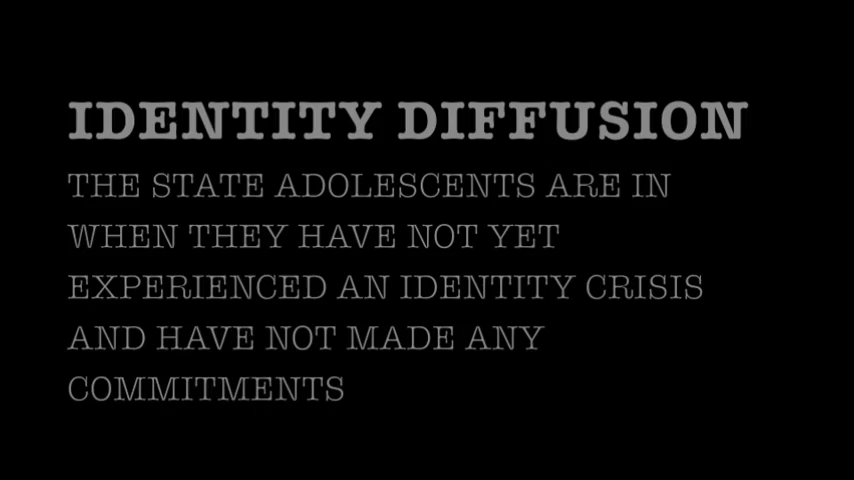 IDENTITY DIFFUSION
THE STATE ADOLESCENTS ARE IN
WHEN THEY HAVE NOT YET
EXPERIENCED AN IDENTITY CRISIS
AND HAVE NOT MADE ANY
COMMITMENTS